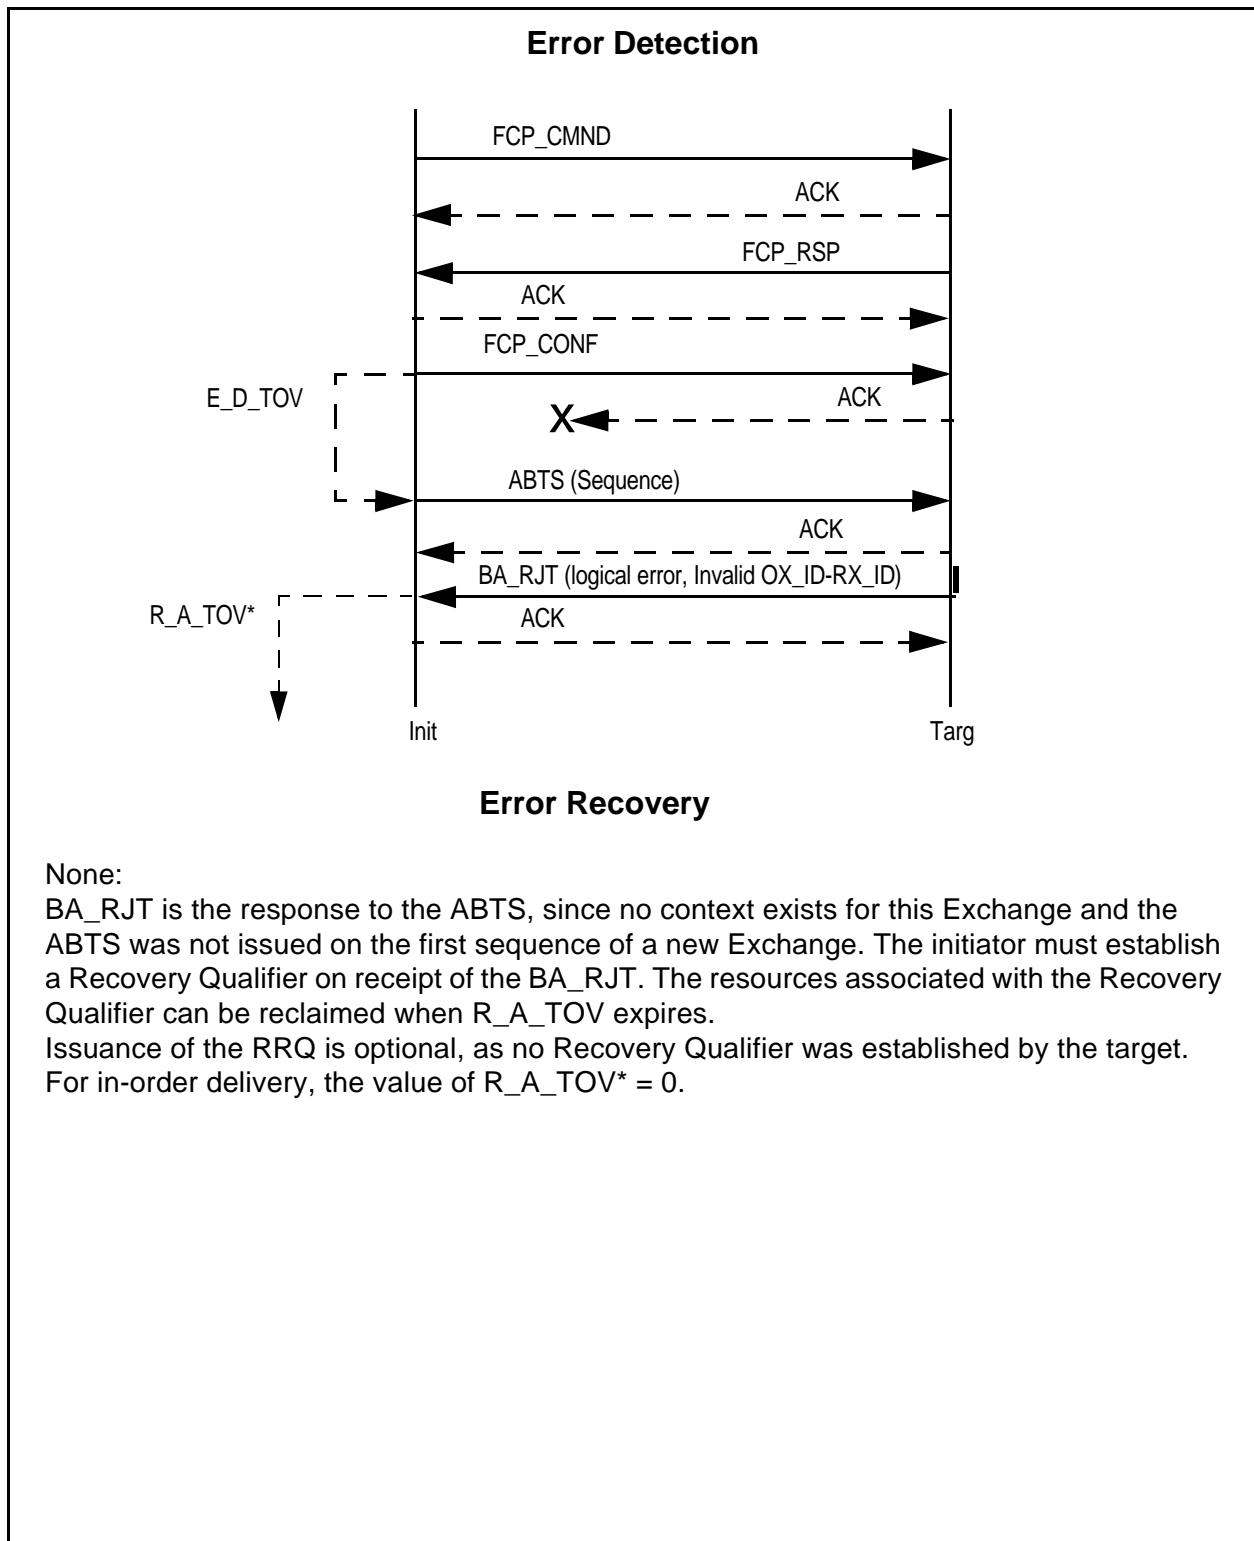 Error Detection
FCP_CMND
ACK
FCP_RSP
ACK
FCP_CONF
E_D_TOV
ACK
X
ABTS (Sequence)
ACK
BA_RJT (logical error, Invalid OX_ID-RX_ID)
R_A_TOV*
ACK
Init
Targ
Error Recovery
None:
BA_RJT is the response to the ABTS, since no context exists for this Exchange and the
ABTS was not issued on the first sequence of a new Exchange. The initiator must establish
a Recovery Qualifier on receipt of the BA_RJT. The resources associated with the Recovery
Qualifier can be reclaimed when R_A_TOV expires.
Issuance of the RRQ is optional, as no Recovery Qualifier was established by the target.
For in-order delivery, the value of R_A_TOV* = 0.